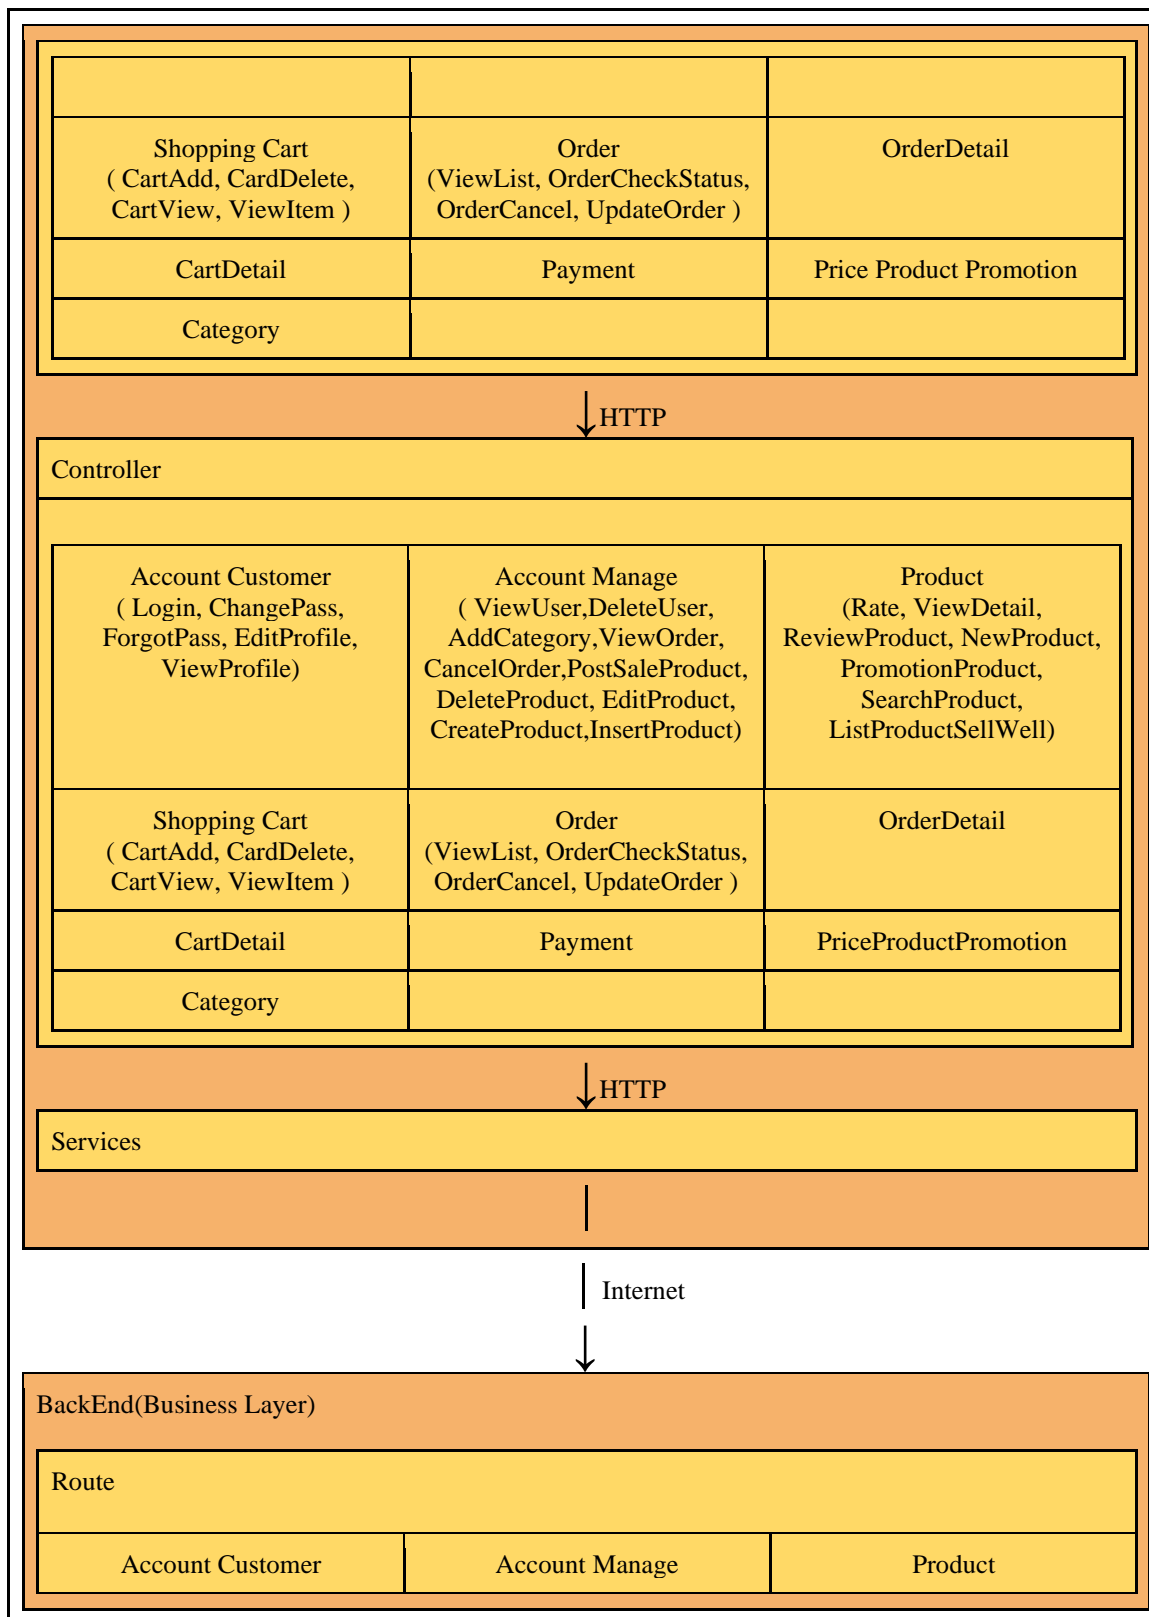 Shopping Cart
( CartAdd, CardDelete,
CartView, ViewItem )
Order
(ViewList, OrderCheckStatus,
OrderCancel, UpdateOrder )
OrderDetail
CartDetail
Payment
Price Product Promotion
Category
HTTP
Controller
Account Customer
( Login, ChangePass,
ForgotPass, EditProfile,
ViewProfile)
Account Manage
( ViewUser,DeleteUser,
AddCategory,ViewOrder,
CancelOrder,PostSaleProduct,
DeleteProduct, EditProduct,
CreateProduct,InsertProduct)
Product
(Rate, ViewDetail,
ReviewProduct, NewProduct,
PromotionProduct,
SearchProduct,
ListProductSellWell)
Shopping Cart
( CartAdd, CardDelete,
CartView, ViewItem )
Order
(ViewList, OrderCheckStatus,
OrderCancel, UpdateOrder )
OrderDetail
CartDetail
Payment
PriceProductPromotion
Category
HTTP
Services
Internet
BackEnd(Business Layer)
Route
Account Customer
Account Manage
Product